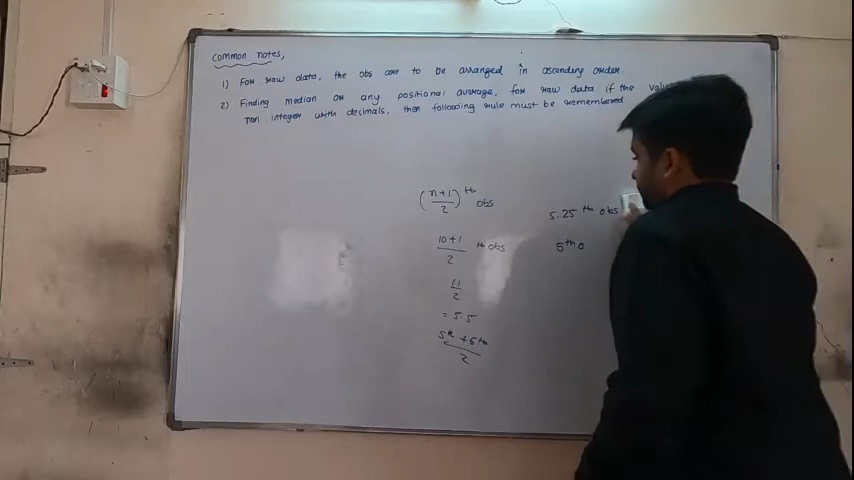 Common notes;
1) For raw data, the obs are to be arranged in ascending order.
2) Finding Median or any positional average, for raw data if the valu
non integer with decimals, then following rule must be remembered
(n+1/2)th obs
5.25th obs
10+1/2 th obs
5th o
11/2
= 5.5
5th + 6th/2